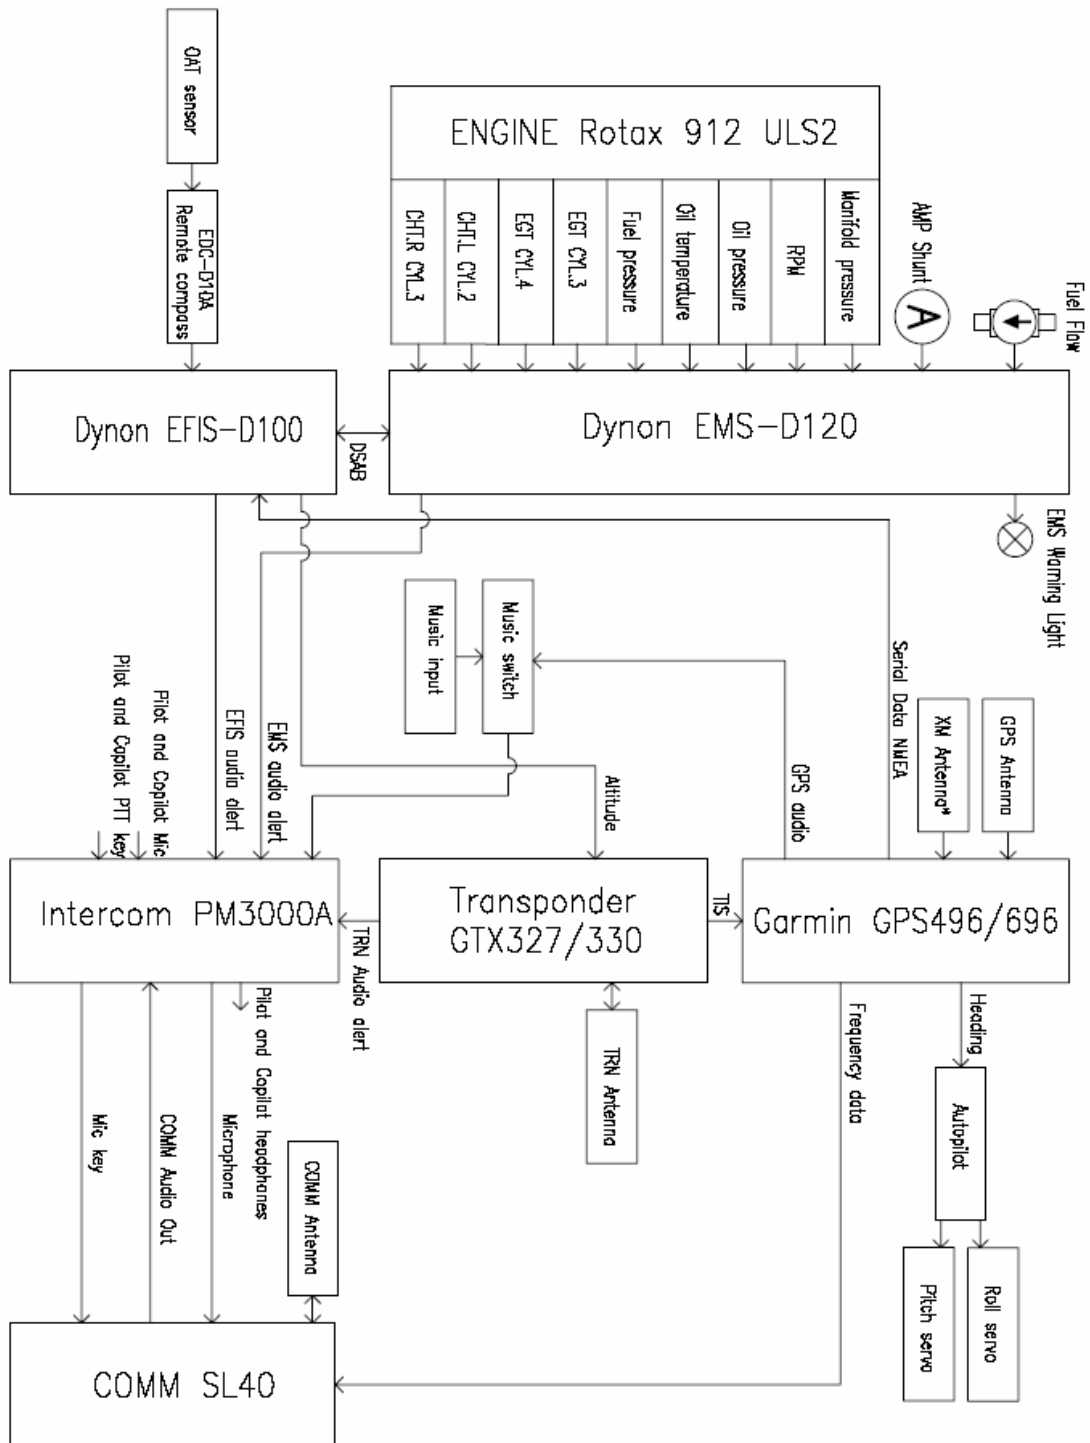 OAT sensor
EDC-D10A
Remote compass
ENGINE Rotax 912 ULS2
CHT.R CYL.3
CHT.L CYL.2
EGT CYL.4
EGT CYL.3
Fuel pressure
Oil temperature
Oil pressure
RPM
Manifold pressure
AMP Shunt
A
Fuel Flow
Dynon EFIS-D100
DSAB
Dynon EMS-D120
EMS Warning Light
Music input
Music switch
Serial Data NMEA
XM Antenna*
GPS Antenna
Pilot and Copilot PTT key
Pilot and Copilot Mic
EFIS audio alert
EMS audio alert
Altitude
GPS audio
Intercom PM3000A
TRN Audio alert
Transponder
GTX327/330
TIS
Garmin GPS496/696
Mic key
COMM Audio Out
Microphone
Pilot and Copilot headphanes
COMM Antenna
TRN Antenna
Frequency data
Heading
Autopilot
Pitch servo
Roll servo
COMM SL40